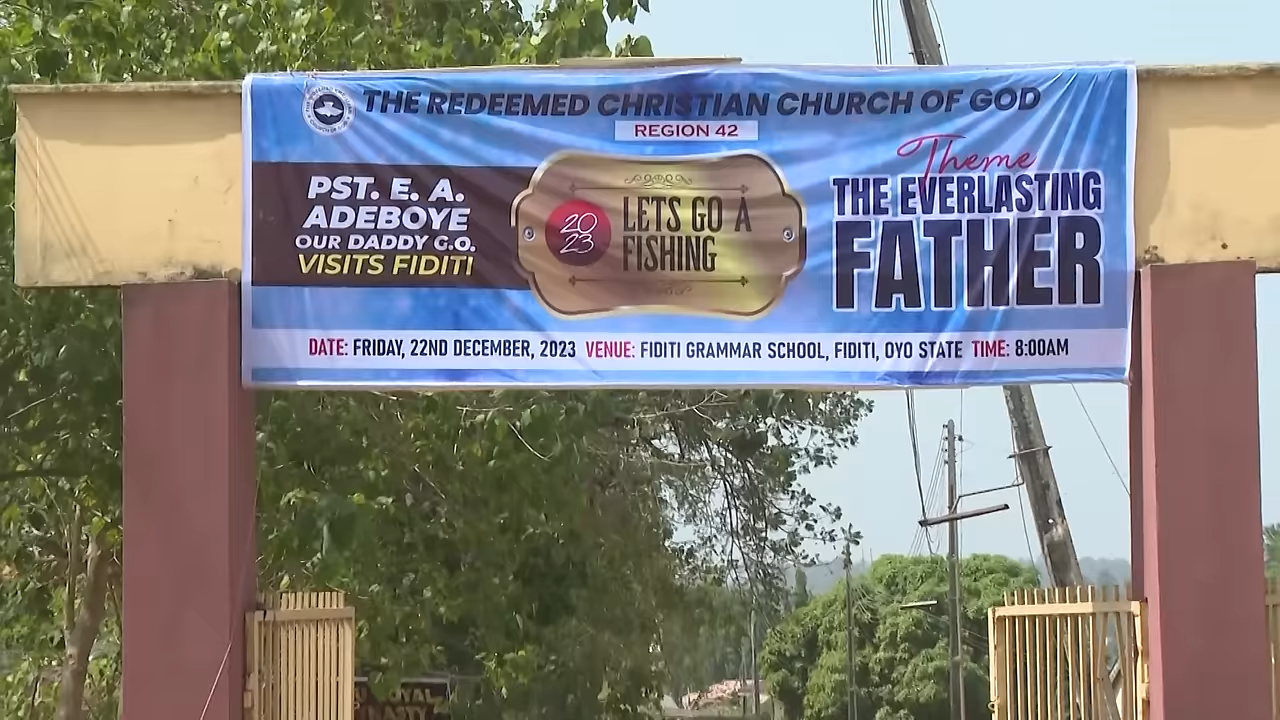 THE REDEEMED CHRISTIAN CHURCH OF GOD
REGION 42
PST. E. A.
ADEBOYE
OUR DADDY G.O.
VISITS FIDITI
2023
LETS GO A
FISHING
Theme
THE EVERLASTING
FATHER
DATE: FRIDAY, 22ND DECEMBER, 2023 VENUE: FIDITI GRAMMAR SCHOOL, FIDITI, OYO STATE TIME: 8:00AM